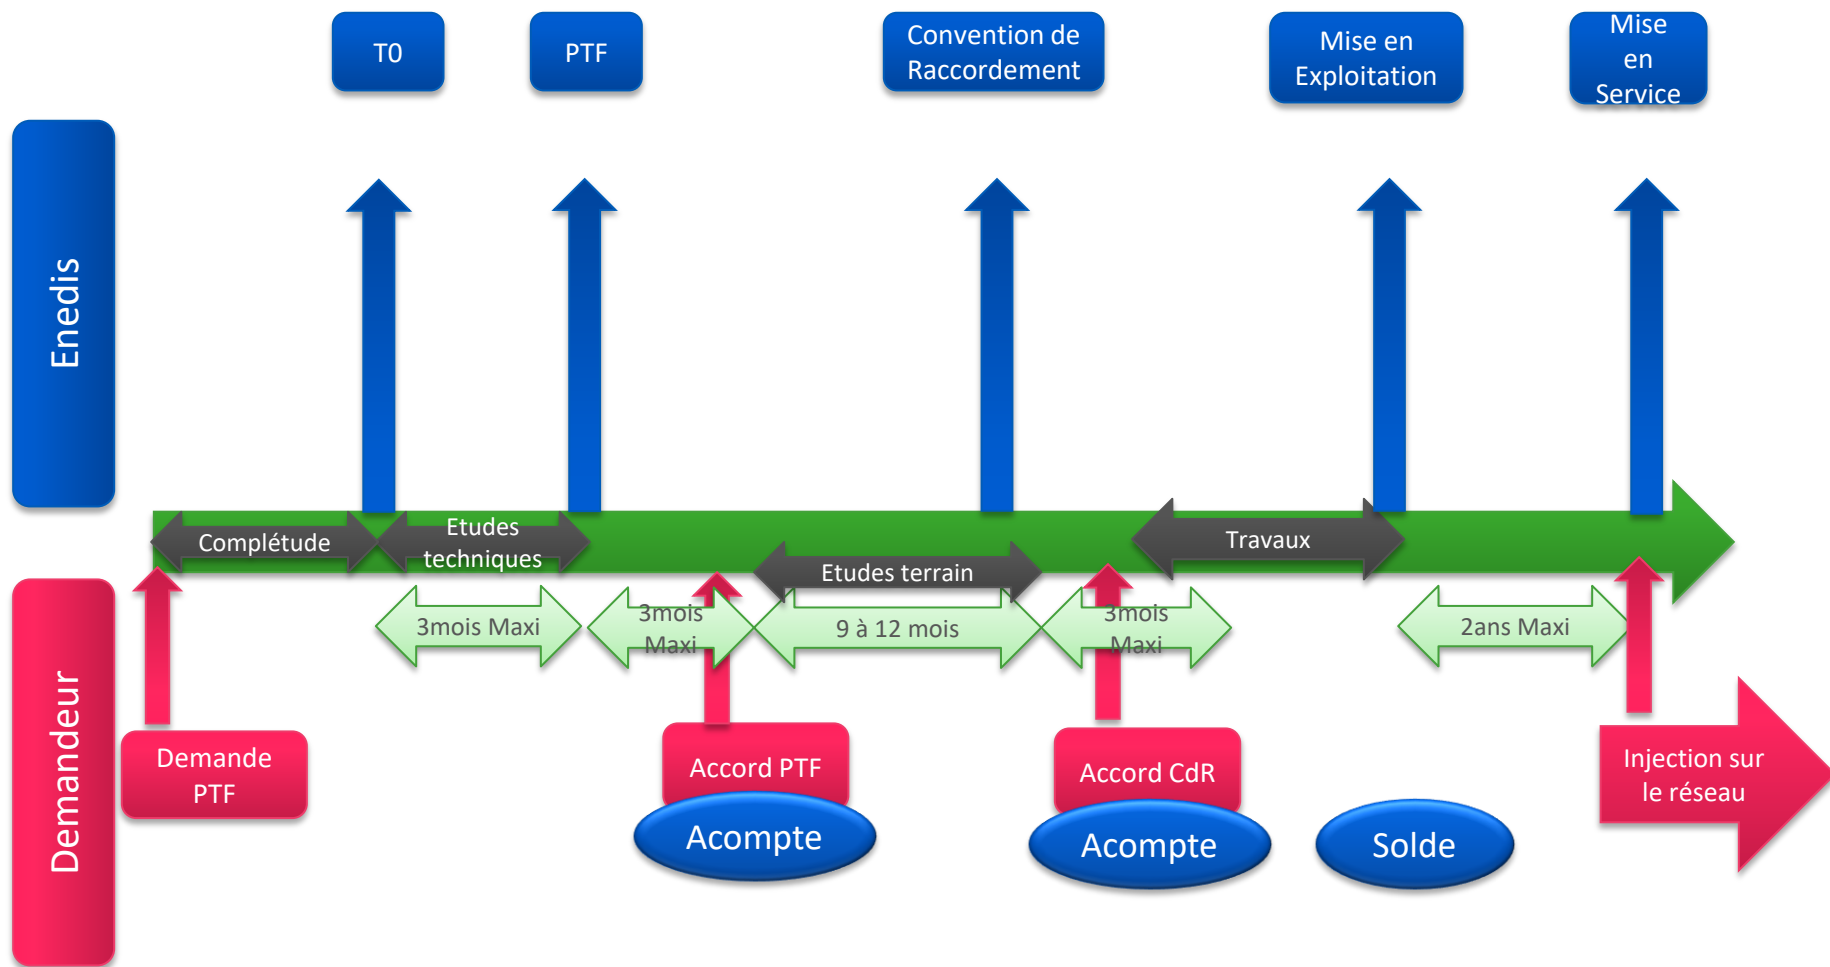 T0
PTF
Convention de
Raccordement
Mise en
Exploitation
Mise
en
Service
Enedis
Complétude
Etudes
techniques
Etudes terrain
Travaux
3mois Maxi
3mois
Maxi
9 à 12 mois
3mois
Maxi
2ans Maxi
Demandeur
Demande
PTF
Accord PTF
Acompte
Accord CdR
Acompte
Solde
Injection sur
le réseau